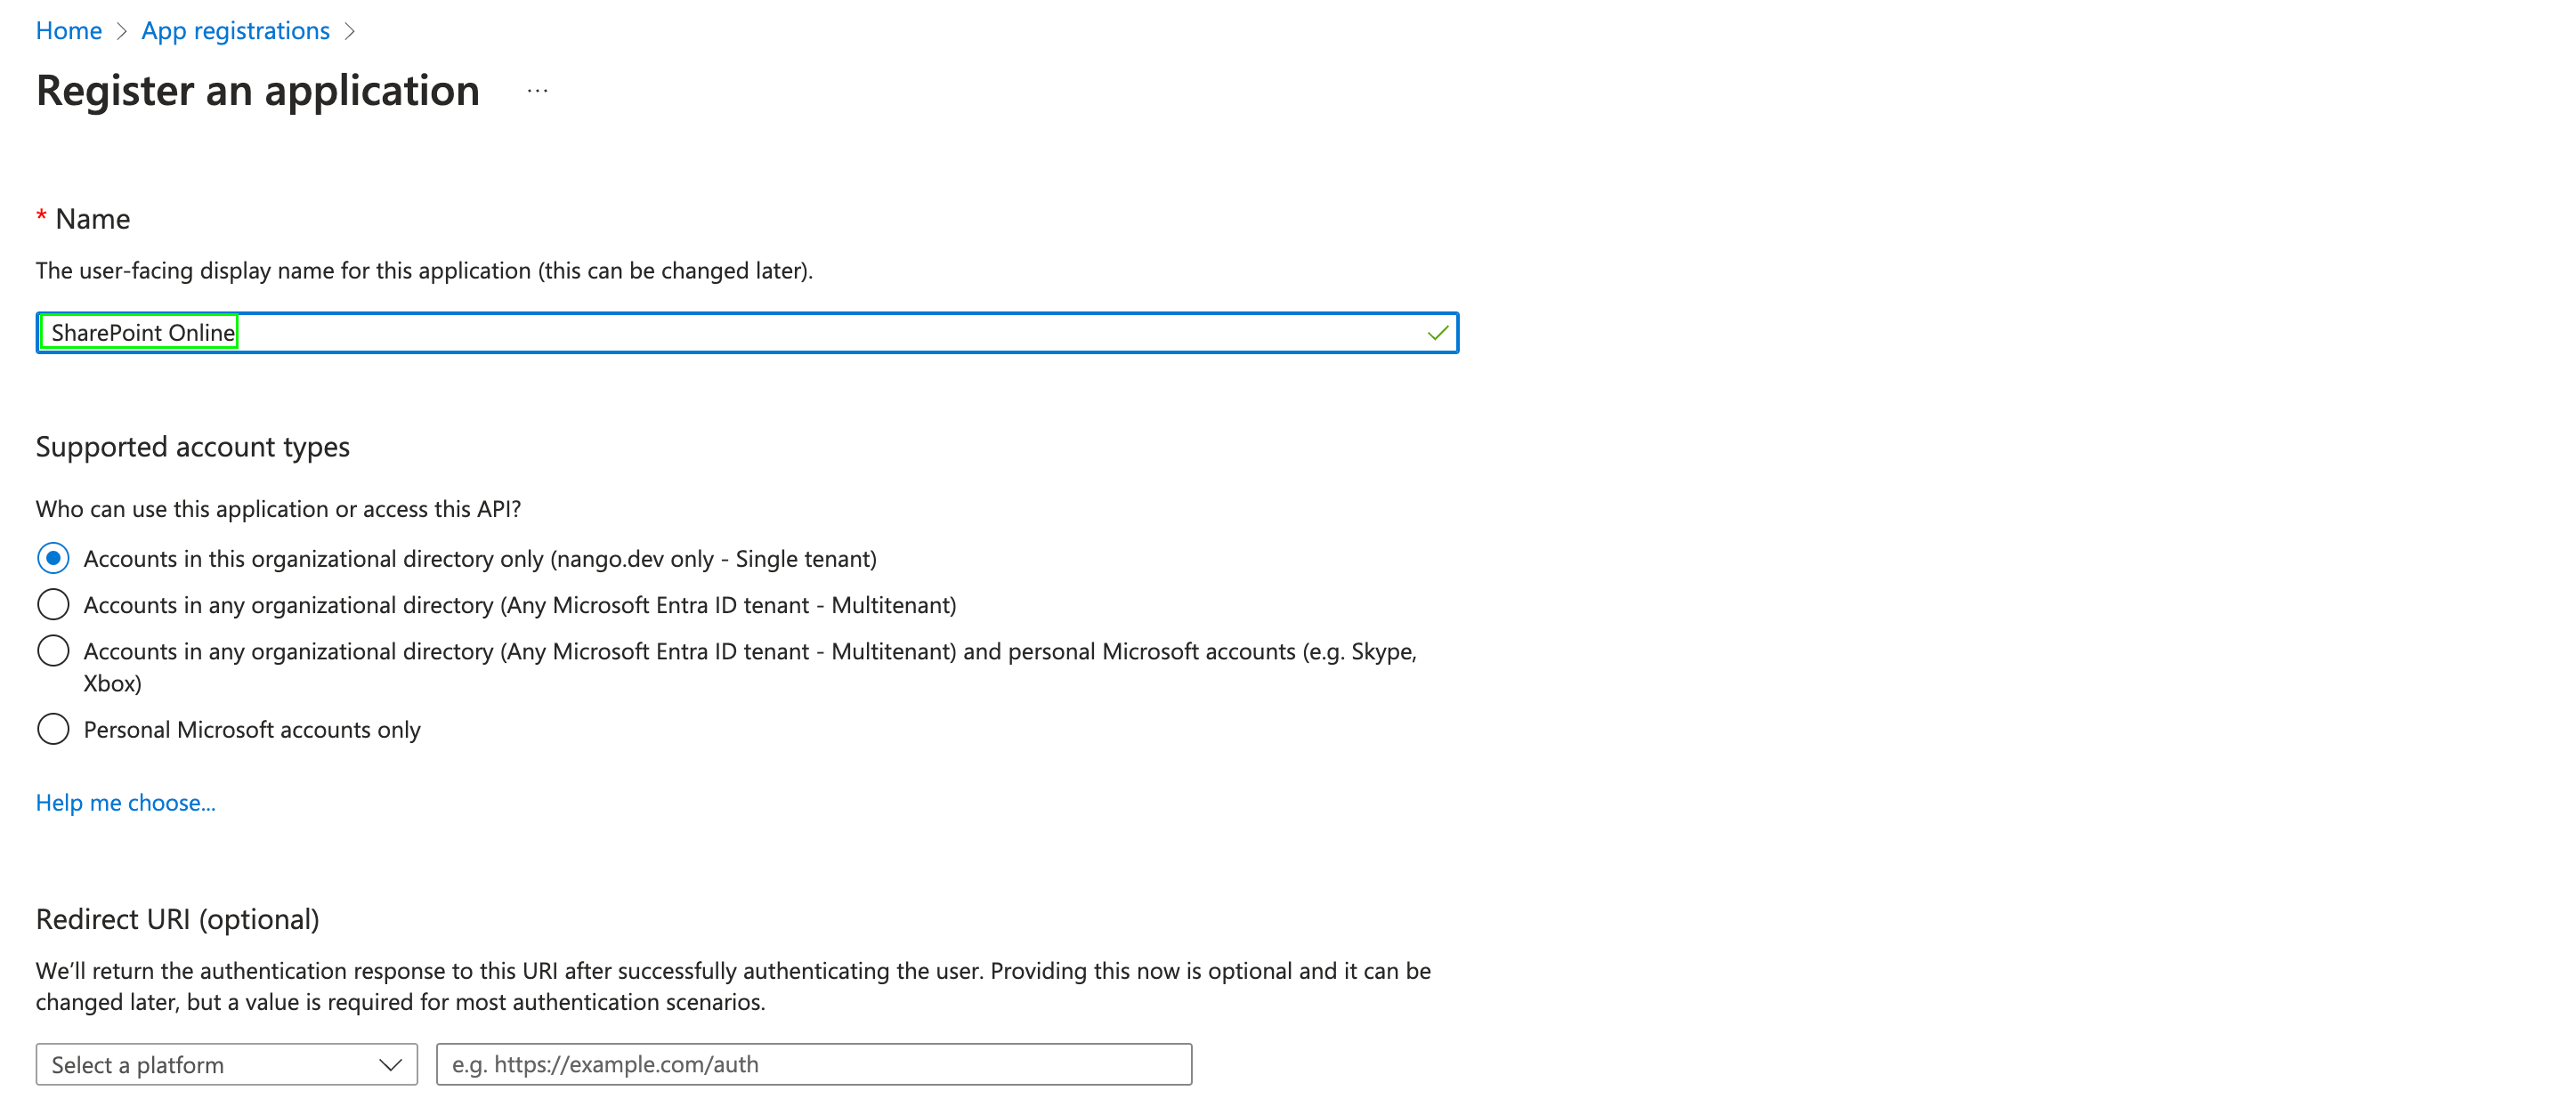 Home > App registrations >
Register an application ...
* Name
The user-facing display name for this application (this can be changed later).
SharePoint Online
Supported account types
Who can use this application or access this API?
Accounts in this organizational directory only (nango.dev only - Single tenant)
Accounts in any organizational directory (Any Microsoft Entra ID tenant - Multitenant)
Accounts in any organizational directory (Any Microsoft Entra ID tenant - Multitenant) and personal Microsoft accounts (e.g. Skype,
Xbox)
Personal Microsoft accounts only
Help me choose...
Redirect URI (optional)
We’ll return the authentication response to this URI after successfully authenticating the user. Providing this now is optional and it can be
changed later, but a value is required for most authentication scenarios.
Select a platform e.g. https://example.com/auth